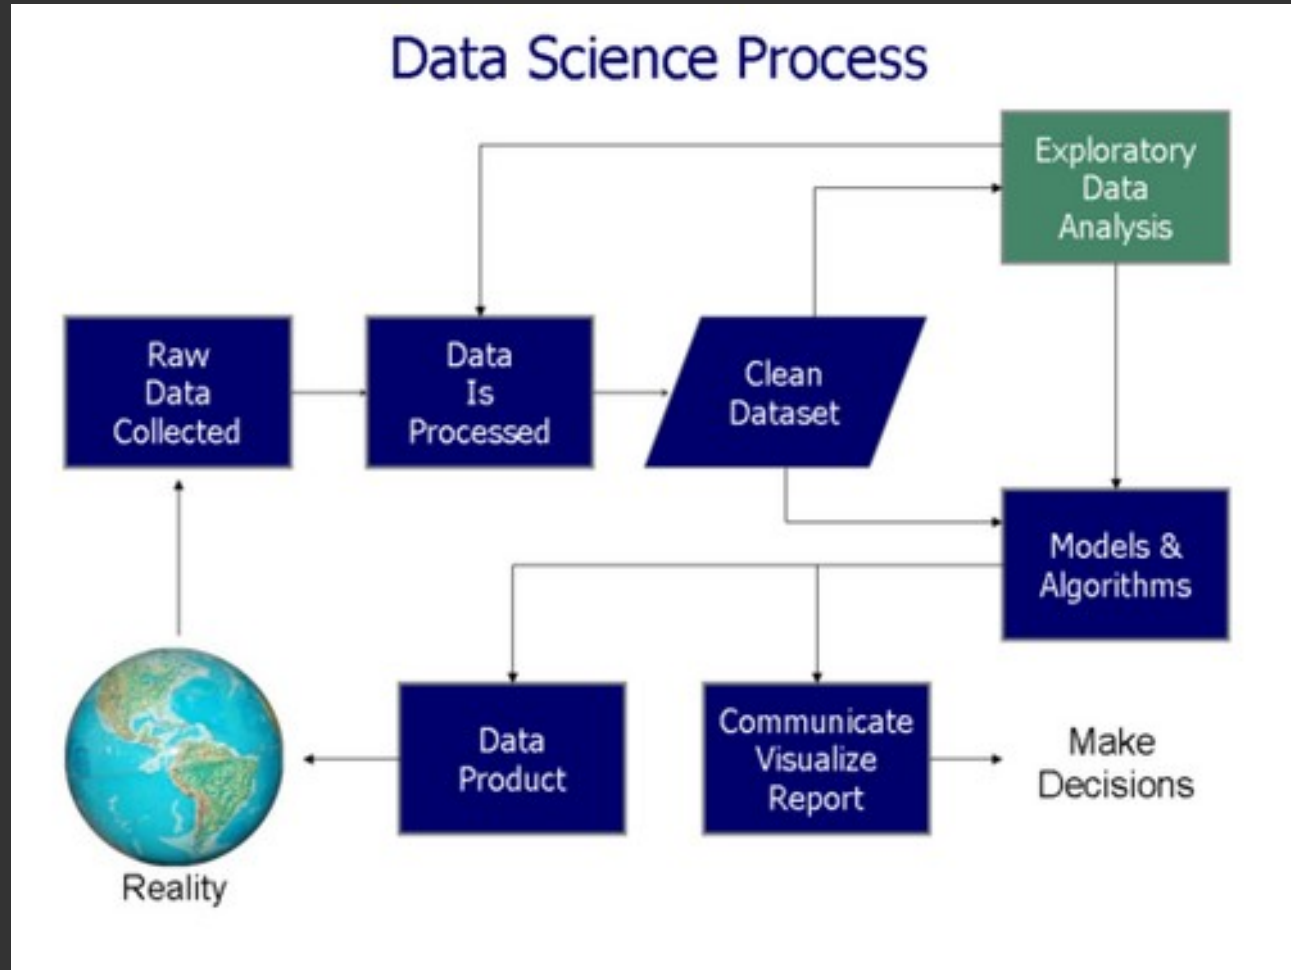 Data Science Process
Exploratory
Data
Analysis
Raw
Data
Collected
Data
Is
Processed
Clean
Dataset
Models &
Algorithms
Data
Product
Communicate
Visualize
Report
Make
Decisions
Reality